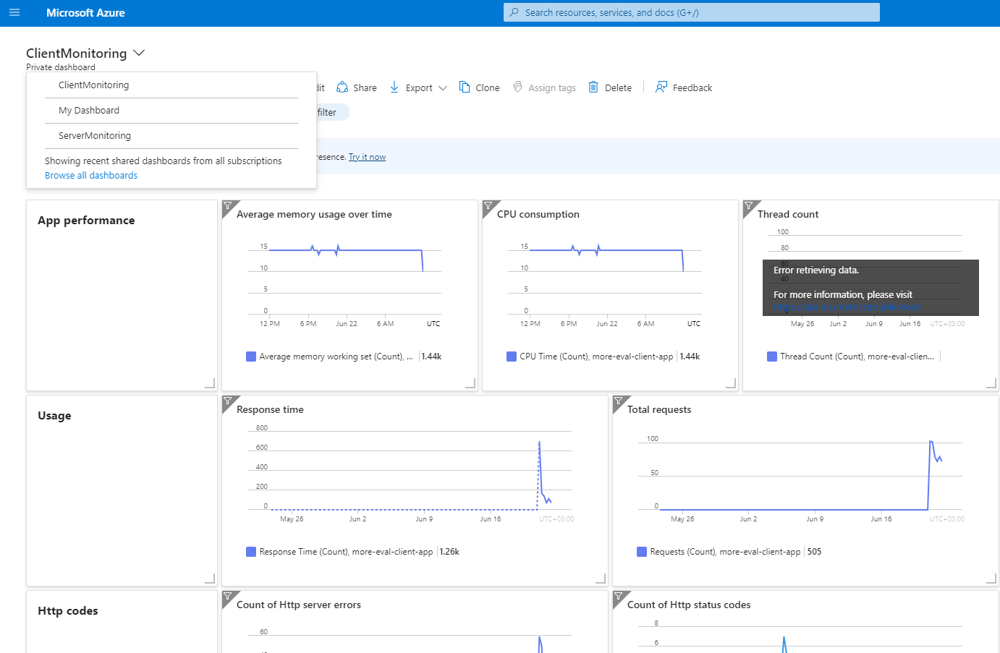 Microsoft Azure
Search resources, services, and docs (G+/)
ClientMonitoring
Private dashboard
ClientMonitoring
My Dashboard
ServerMonitoring
Showing recent shared dashboards from all subscriptions
Browse all dashboards
dit
Share
Export
Clone
Assign tags
Delete
Feedback
filter
resence. Try it now
App performance
Average memory usage over time
15
10
5
0
12 PM
6 PM
Jun 22
6 AM
UTC
Average memory working set (Count), ...
1.44k
CPU consumption
15
10
5
0
12 PM
6 PM
Jun 22
6 AM
UTC
CPU Time (Count), more-eval-client-app
1.44k
Thread count
100
80
60
40
0
Error retrieving data.
For more information, please visit
May 26
Jun 2
Jun 9
Jun 16
UTC+03:00
Thread Count (Count), more-eval-clien...
Usage
Response time
800
600
400
200
0
May 26
Jun 2
Jun 9
Jun 16
UTC+03:00
Response Time (Count), more-eval-client-app
1.26k
Total requests
100
50
0
May 26
Jun 2
Jun 9
Jun 16
UTC+03:00
Requests (Count), more-eval-client-app
505
Http codes
Count of Http server errors
60
Count of Http status codes
8
6